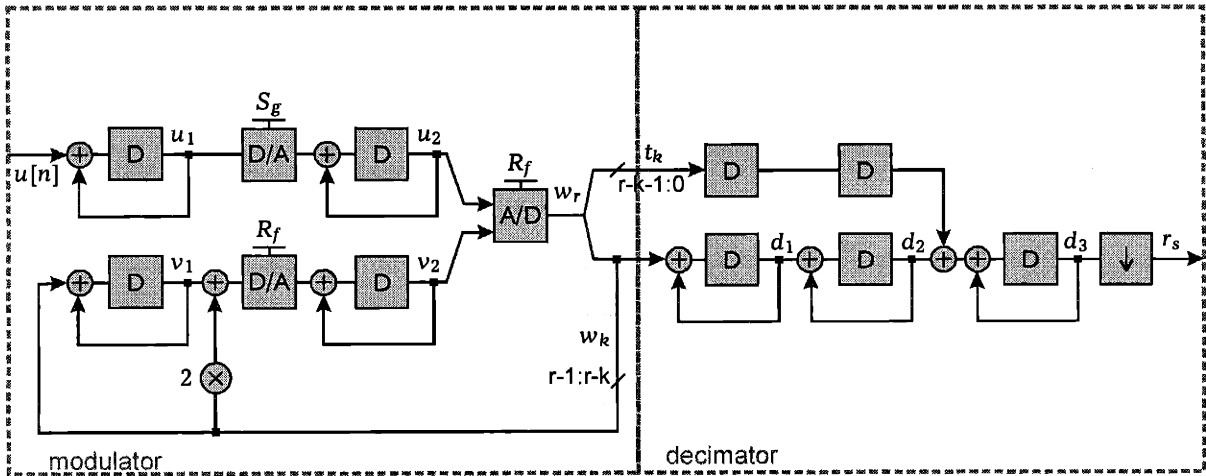 S_g
u_1
u_2
D
D/A
D
u[n]
R_f
t_k
r-k-1:0
D
D
w_r
A/D
R_f
v_1
v_2
D
D/A
D
d_1
d_2
d_3
r_s
D
D
D
↓
w_k
2
r-1:r-k
modulator
decimator